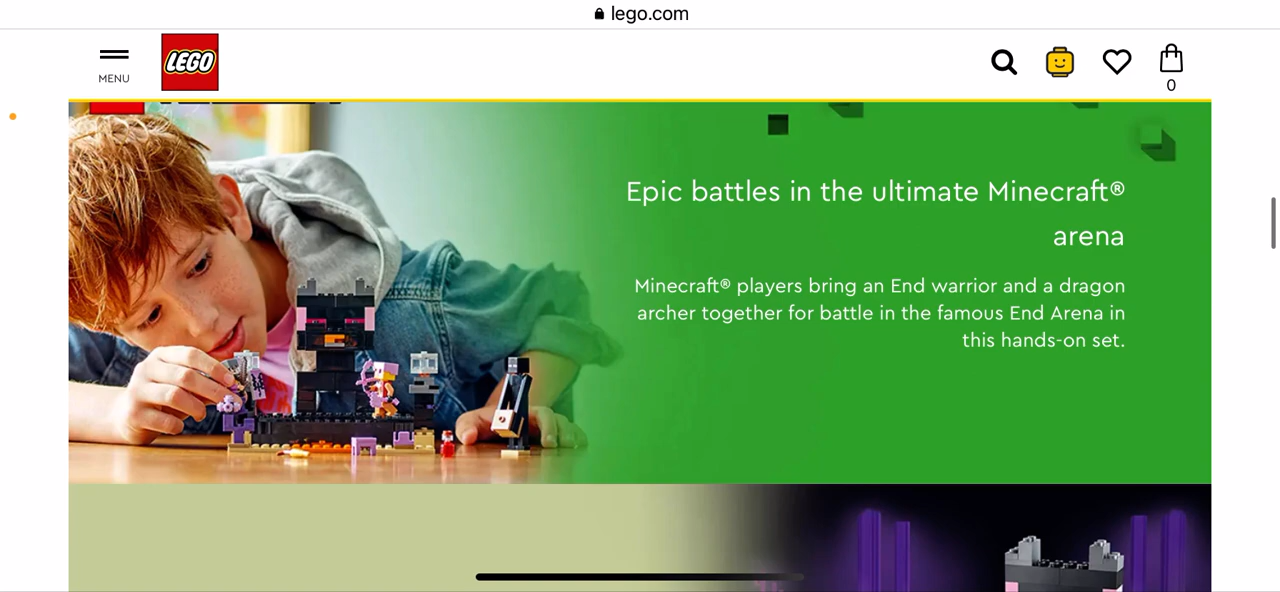 lego.com
MENU
LEGO
0
Epic battles in the ultimate Minecraft®
arena
Minecraft® players bring an End warrior and a dragon
archer together for battle in the famous End Arena in
this hands-on set.